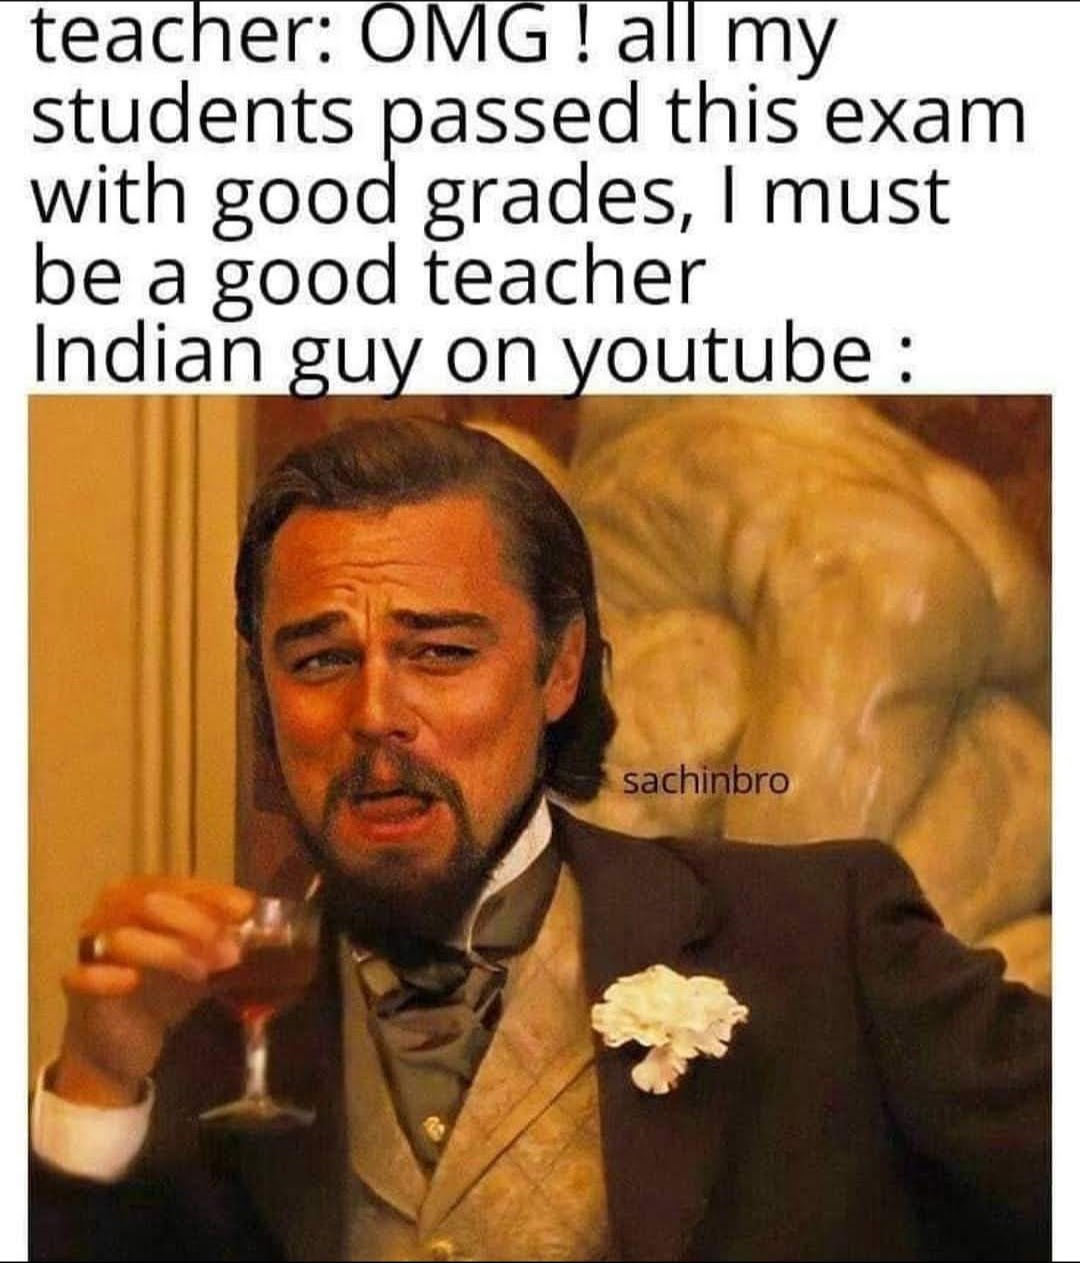 teacher: OMG ! all my
students passed this exam
with good grades, I must
be a good teacher
Indian guy on youtube :
sachinbro